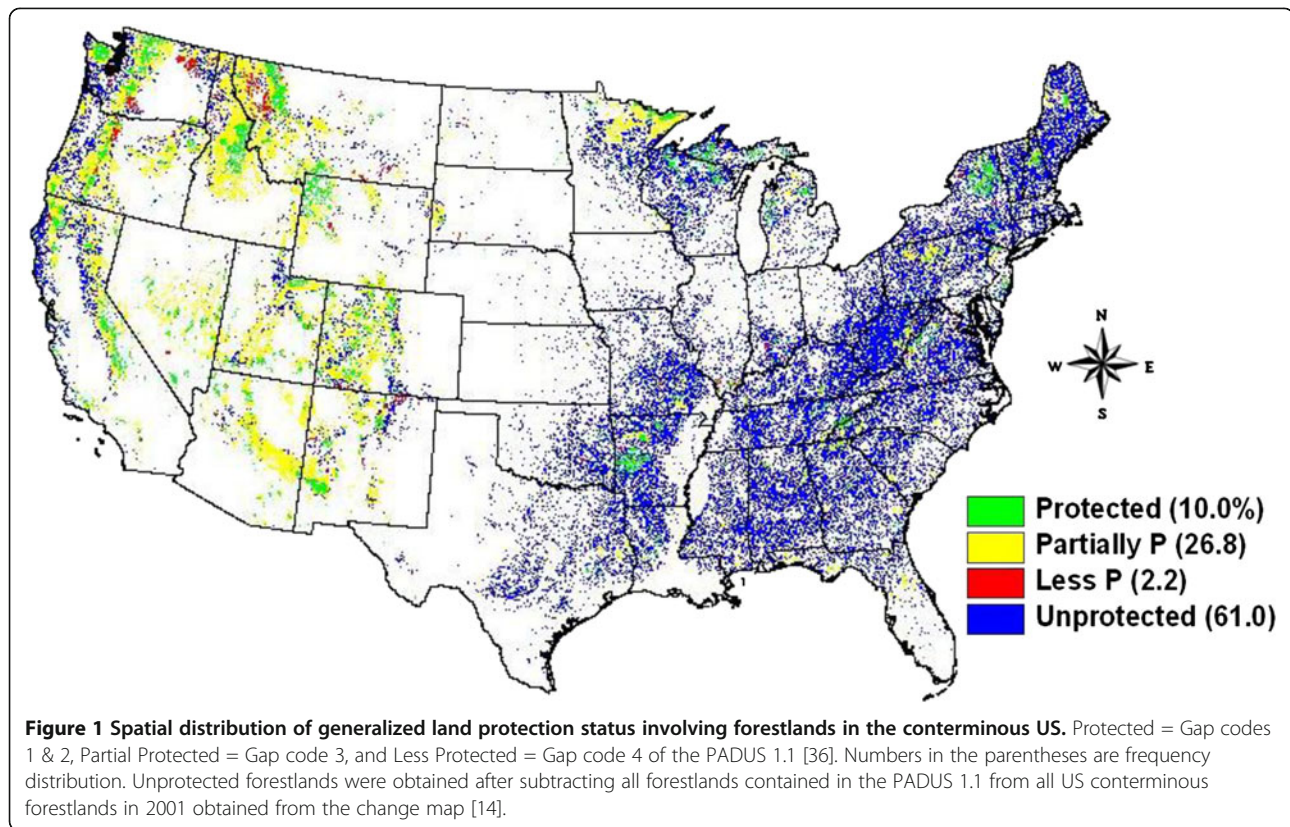 N
W E
S
Protected (10.0%)
Partially P (26.8)
Less P (2.2)
Unprotected (61.0)
Figure 1 Spatial distribution of generalized land protection status involving forestlands in the conterminous US. Protected = Gap codes
1 & 2, Partial Protected = Gap code 3, and Less Protected = Gap code 4 of the PADUS 1.1 [36]. Numbers in the parentheses are frequency
distribution. Unprotected forestlands were obtained after subtracting all forestlands contained in the PADUS 1.1 from all US conterminous
forestlands in 2001 obtained from the change map [14].